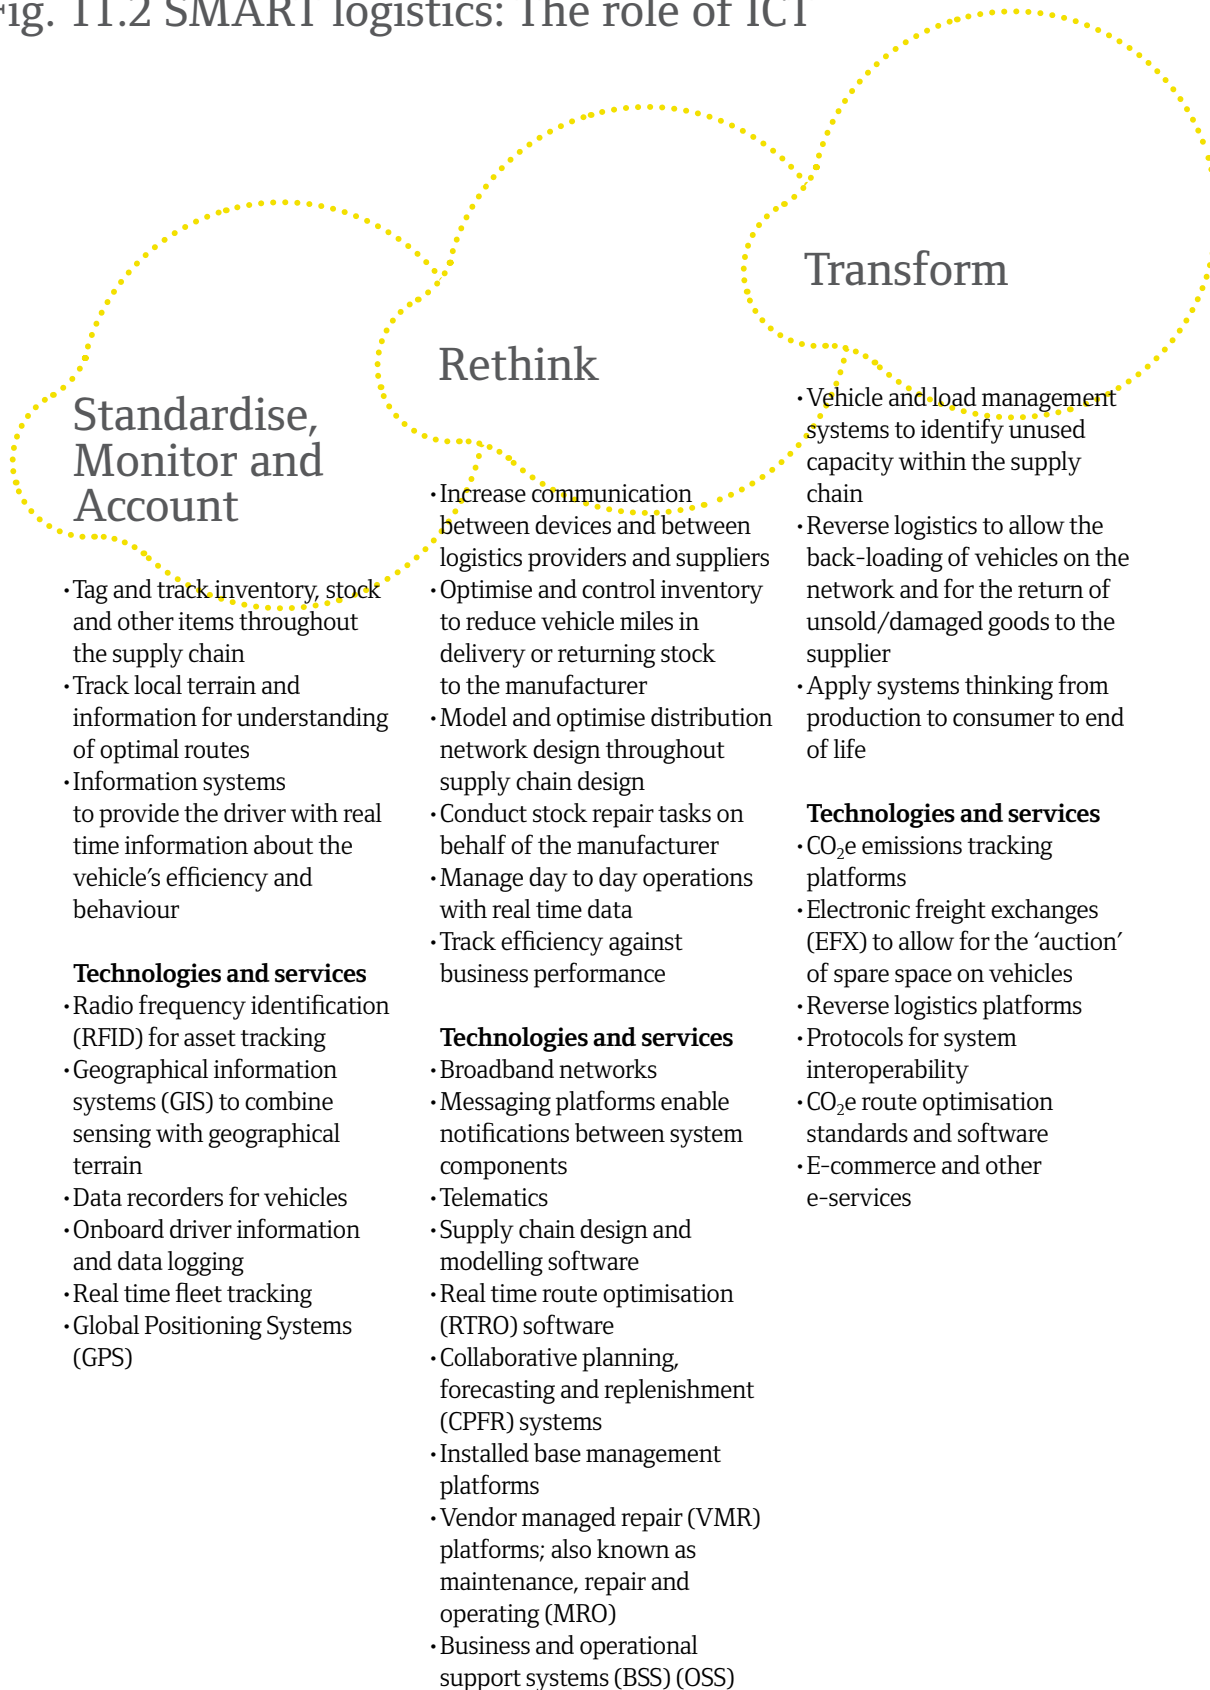 Fig. 11.2 SMART logistics: The role of ICT
Standardise,
Monitor and
Account
·Tag and track inventory, stock
and other items throughout
the supply chain
·Track local terrain and
information for understanding
of optimal routes
·Information systems
to provide the driver with real
time information about the
vehicle’s efficiency and
behaviour
Technologies and services
·Radio frequency identification
(RFID) for asset tracking
·Geographical information
systems (GIS) to combine
sensing with geographical
terrain
·Data recorders for vehicles
·Onboard driver information
and data logging
·Real time fleet tracking
·Global Positioning Systems
(GPS)
Rethink
·Increase communication
between devices and between
logistics providers and suppliers
·Optimise and control inventory
to reduce vehicle miles in
delivery or returning stock
to the manufacturer
·Model and optimise distribution
network design throughout
supply chain design
·Conduct stock repair tasks on
behalf of the manufacturer
·Manage day to day operations
with real time data
·Track efficiency against
business performance
Technologies and services
·Broadband networks
·Messaging platforms enable
notifications between system
components
·Telematics
·Supply chain design and
modelling software
·Real time route optimisation
(RTRO) software
·Collaborative planning,
forecasting and replenishment
(CPFR) systems
·Installed base management
platforms
·Vendor managed repair (VMR)
platforms; also known as
maintenance, repair and
operating (MRO)
·Business and operational
support systems (BSS) (OSS)
Transform
·Vehicle and load management
systems to identify unused
capacity within the supply
chain
·Reverse logistics to allow the
back-loading of vehicles on the
network and for the return of
unsold/damaged goods to the
supplier
·Apply systems thinking from
production to consumer to end
of life
Technologies and services
·CO₂e emissions tracking
platforms
·Electronic freight exchanges
(EFX) to allow for the ‘auction’
of spare space on vehicles
·Reverse logistics platforms
·Protocols for system
interoperability
·CO₂e route optimisation
standards and software
·E-commerce and other
e-services